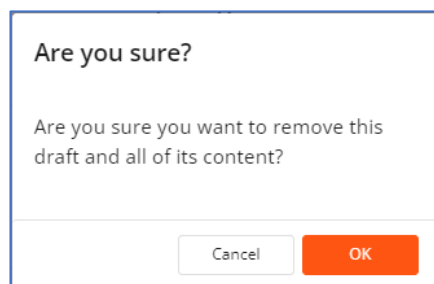 Are you sure?
Are you sure you want to remove this
draft and all of its content?
Cancel
OK